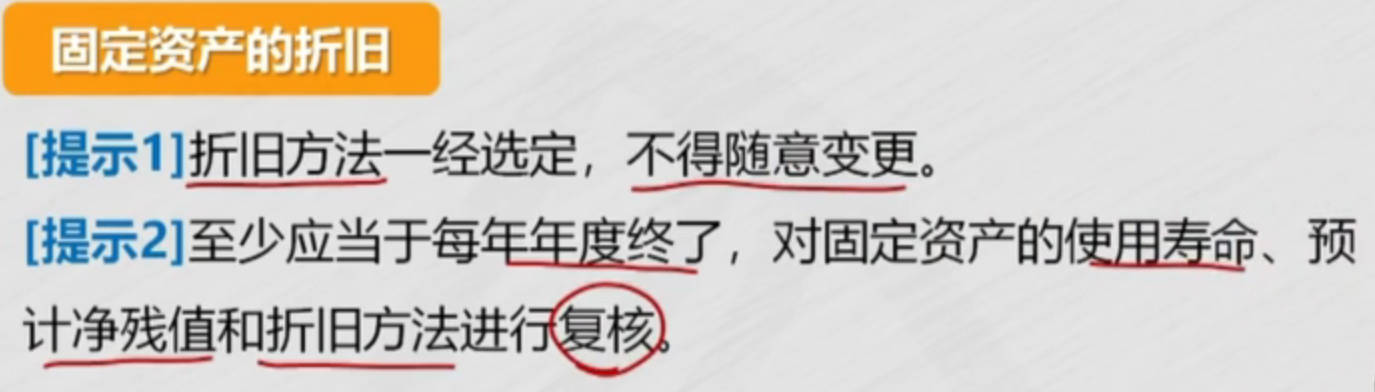 固定资产的折旧
[提示1]折旧方法一经选定，不得随意变更。
[提示2]至少应当于每年年度终了，对固定资产的使用寿命、预
计净残值和折旧方法进行复核。